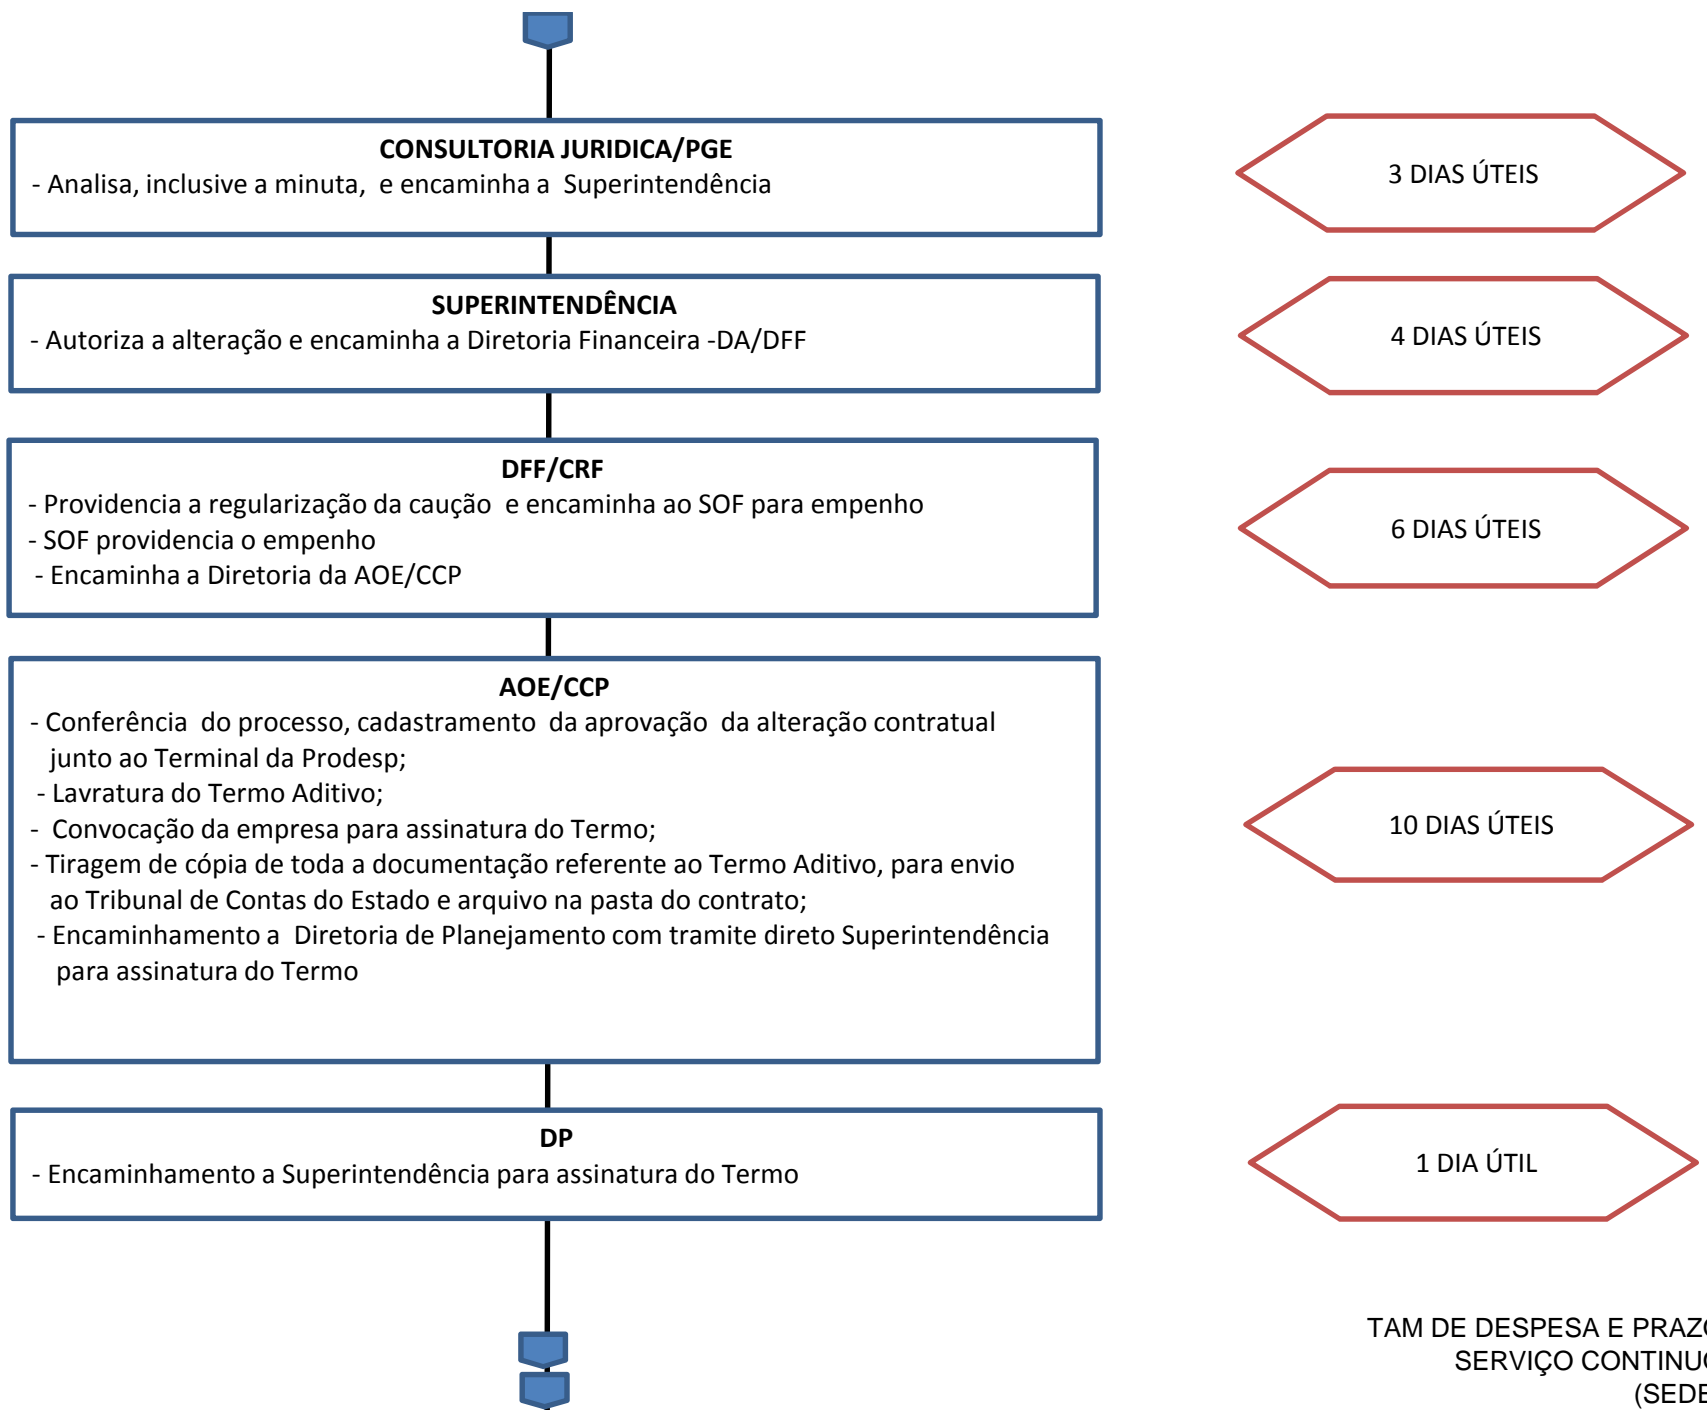 CONSULTORIA JURIDICA/PGE
- Analisa, inclusive a minuta,  e encaminha a  Superintendência
3 DIAS ÚTEIS
SUPERINTENDÊNCIA
- Autoriza a alteração e encaminha a Diretoria Financeira -DA/DFF
4 DIAS ÚTEIS
DFF/CRF
- Providencia a regularização da caução  e encaminha ao SOF para empenho
- SOF providencia o empenho
- Encaminha a Diretoria da AOE/CCP
6 DIAS ÚTEIS
AOE/CCP
- Conferência  do processo, cadastramento  da aprovação  da alteração contratual
junto ao Terminal da Prodesp;
- Lavratura do Termo Aditivo;
-  Convocação da empresa para assinatura do Termo;
- Tiragem de cópia de toda a documentação referente ao Termo Aditivo, para envio
ao Tribunal de Contas do Estado e arquivo na pasta do contrato;
- Encaminhamento a  Diretoria de Planejamento com tramite direto Superintendência
para assinatura do Termo
10 DIAS ÚTEIS
DP
- Encaminhamento a Superintendência para assinatura do Termo
1 DIA ÚTIL
TAM DE DESPESA E PRAZO
SERVIÇO CONTINUO
(SEDE